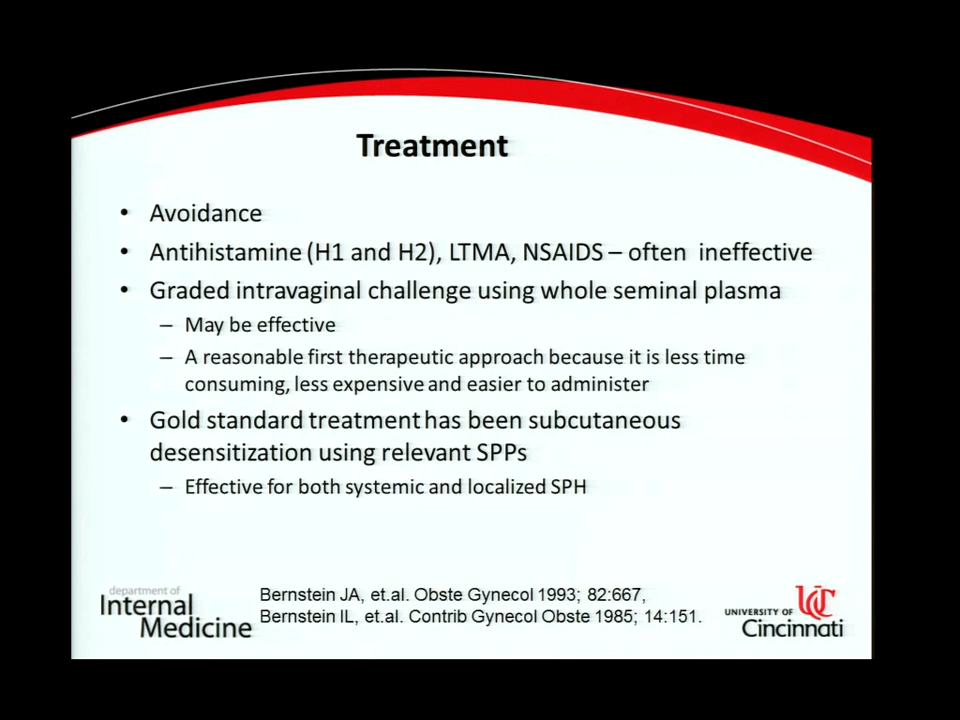 Treatment
• Avoidance
• Antihistamine (H1 and H2), LTMA, NSAIDS – often ineffective
• Graded intravaginal challenge using whole seminal plasma
– May be effective
– A reasonable first therapeutic approach because it is less time
consuming, less expensive and easier to administer
• Gold standard treatment has been subcutaneous
desensitization using relevant SPPs
– Effective for both systemic and localized SPH
department of
Internal
Medicine
Bernstein JA, et.al. Obste Gynecol 1993; 82:667,
Bernstein IL, et.al. Contrib Gynecol Obste 1985; 14:151.
UC
UNIVERSITY OF
Cincinnati